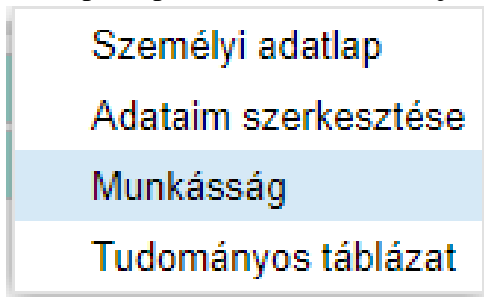 Személyi adatlap
Adataim szerkesztése
Munkásság
Tudományos táblázat